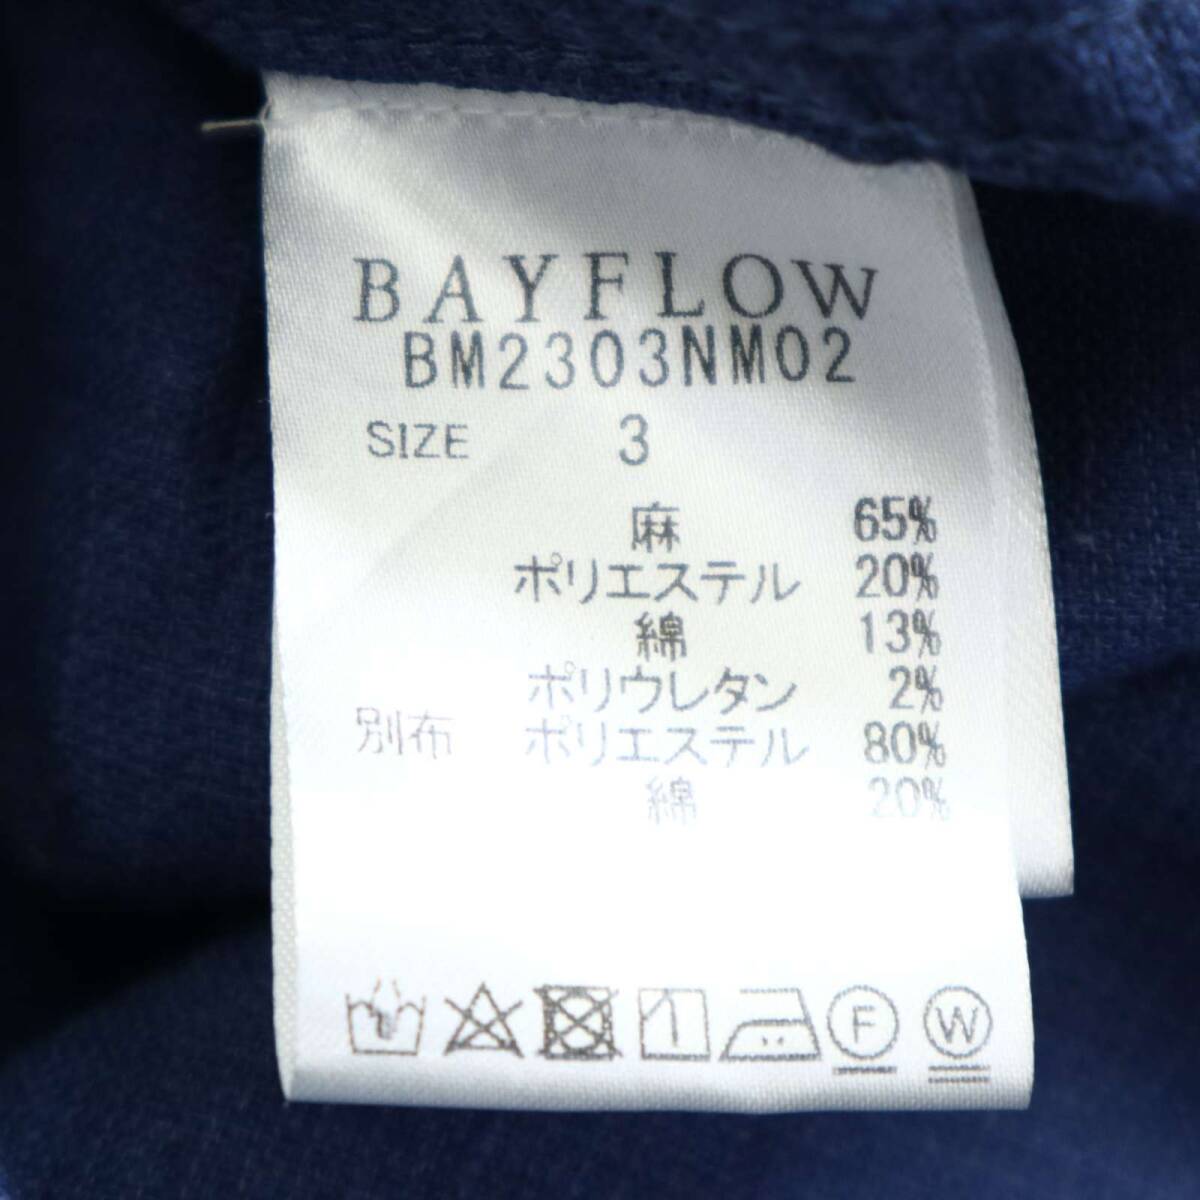 BAYFLOW
BM2303NM02
SIZE 3
麻 65%
ポリエステル 20%
綿 13%
ポリウレタン 2%
別布 ポリエステル 80%
綿 20%
F W